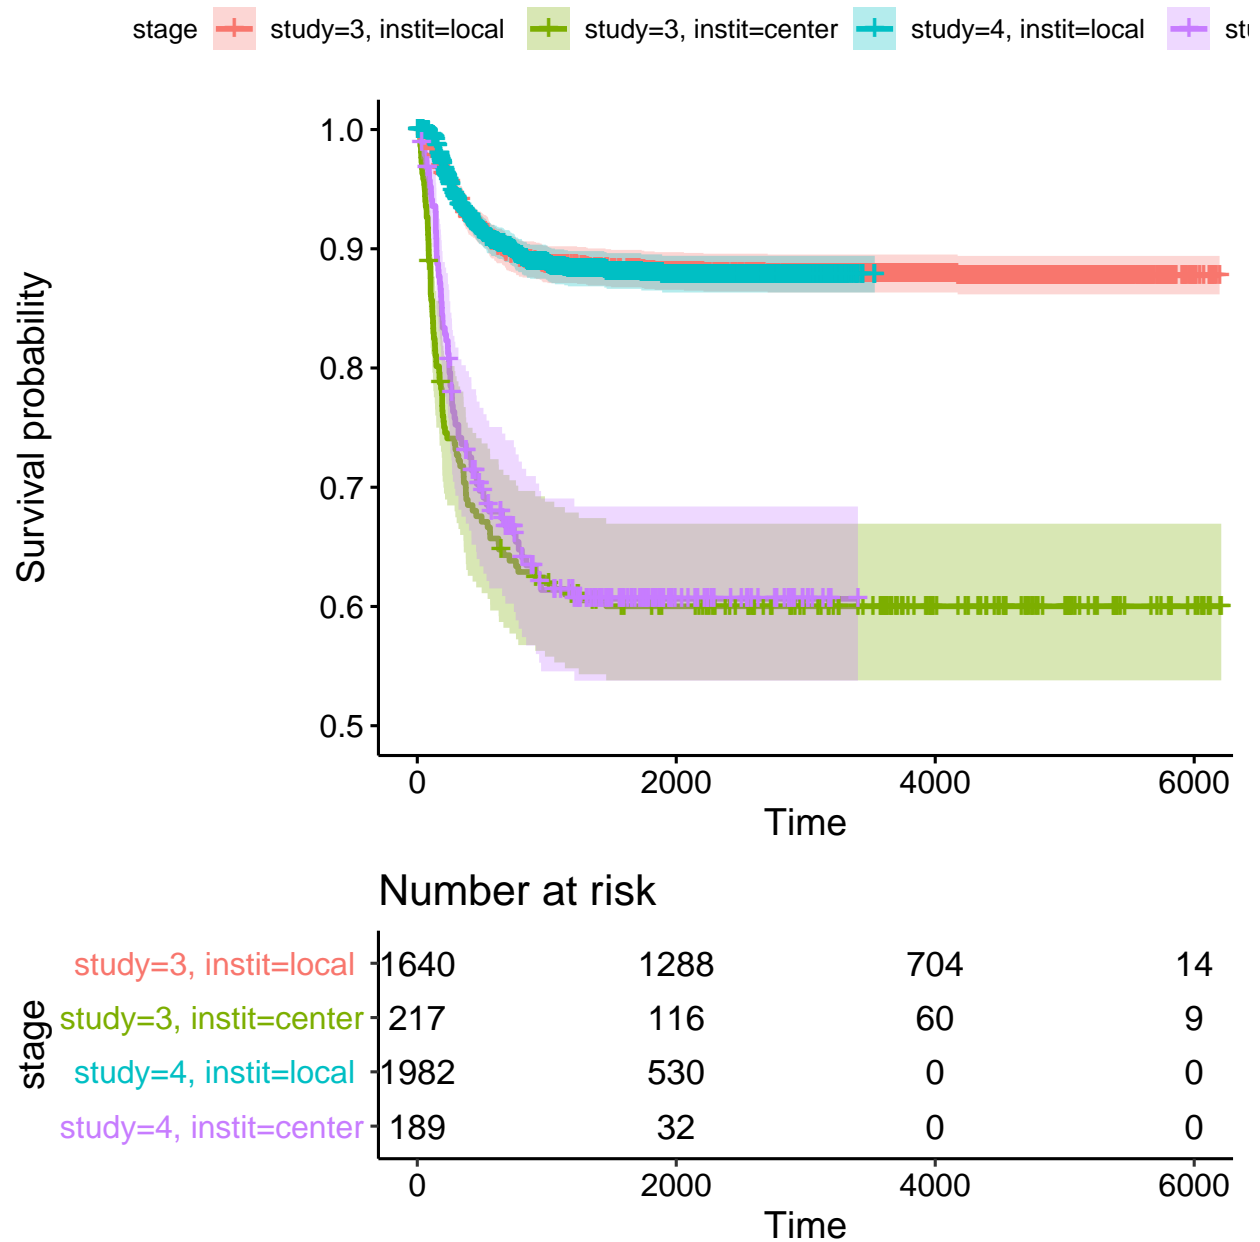 stage study=3, instit=local study=3, instit=center study=4, instit=local
Survival probability
1.0
0.9
0.8
0.7
0.6
0.5
0 2000 4000 6000
Time
Number at risk
stage
study=3, instit=local 1640 1288 704 14
study=3, instit=center 217 116 60 9
study=4, instit=local 1982 530 0 0
study=4, instit=center 189 32 0 0
0 2000 4000 6000
Time